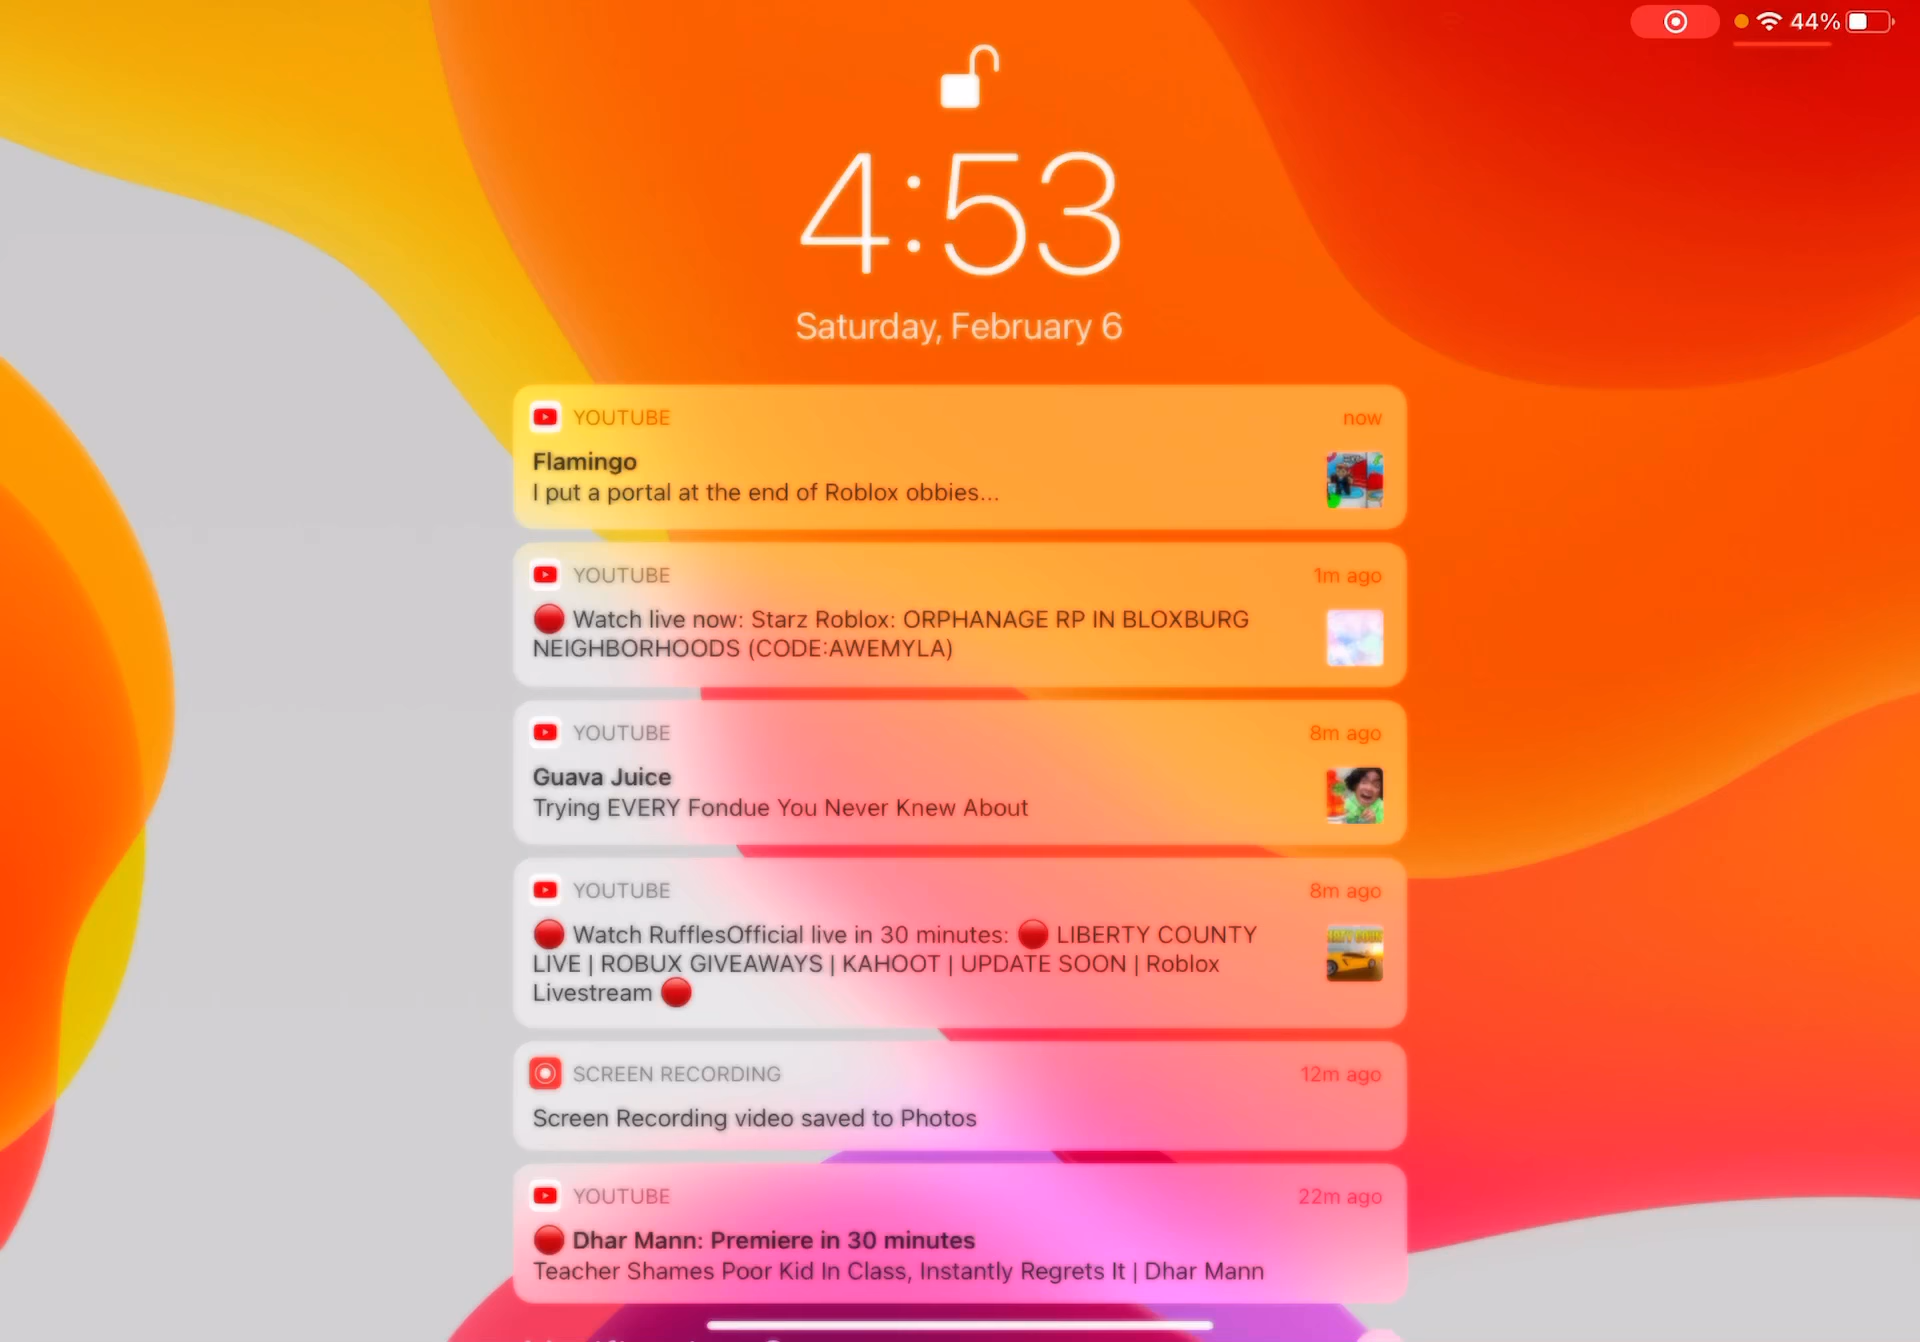 44%
4:53
Saturday, February 6
YOUTUBE now
Flamingo
I put a portal at the end of Roblox obbies...
YOUTUBE 1m ago
🔴 Watch live now: Starz Roblox: ORPHANAGE RP IN BLOXBURG
NEIGHBORHOODS (CODE:AWEMYLA)
YOUTUBE 8m ago
Guava Juice
Trying EVERY Fondue You Never Knew About
YOUTUBE 8m ago
🔴 Watch RufflesOfficial live in 30 minutes: 🔴 LIBERTY COUNTY
LIVE | ROBUX GIVEAWAYS | KAHOOT | UPDATE SOON | Roblox
Livestream 🔴
SCREEN RECORDING 12m ago
Screen Recording video saved to Photos
YOUTUBE 22m ago
🔴 Dhar Mann: Premiere in 30 minutes
Teacher Shames Poor Kid In Class, Instantly Regrets It | Dhar Mann